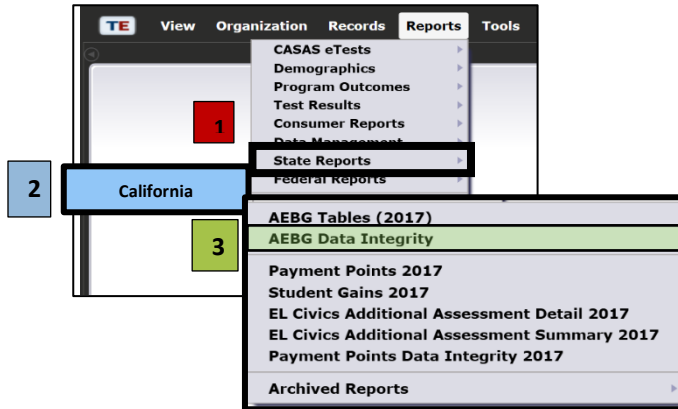 TE View Organization Records Reports Tools
CASAS eTests
Demographics
Program Outcomes
Test Results
1
Consumer Reports
Data Management
State Reports
Federal Reports
2
California
AEBG Tables (2017)
3
AEBG Data Integrity
Payment Points 2017
Student Gains 2017
EL Civics Additional Assessment Detail 2017
EL Civics Additional Assessment Summary 2017
Payment Points Data Integrity 2017
Archived Reports